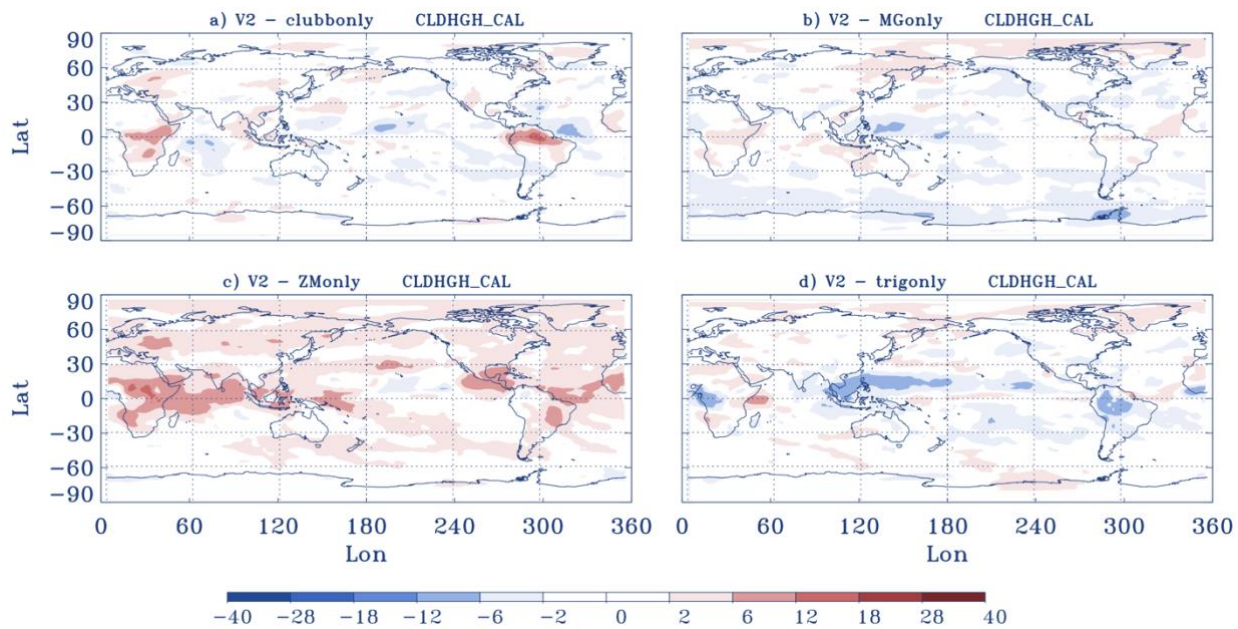 a) V2 - clubbonly CLDHGH_CAL
b) V2 - MGonly CLDHGH_CAL
90
60
30
0
-30
-60
-90
Lat
c) V2 - ZMonly CLDHGH_CAL
d) V2 - trigonly CLDHGH_CAL
90
60
30
0
-30
-60
-90
Lat
0 60 120 180 240 300 360
0 60 120 180 240 300 360
Lon
Lon
-40 -28 -18 -12 -6 -2 0 2 6 12 18 28 40